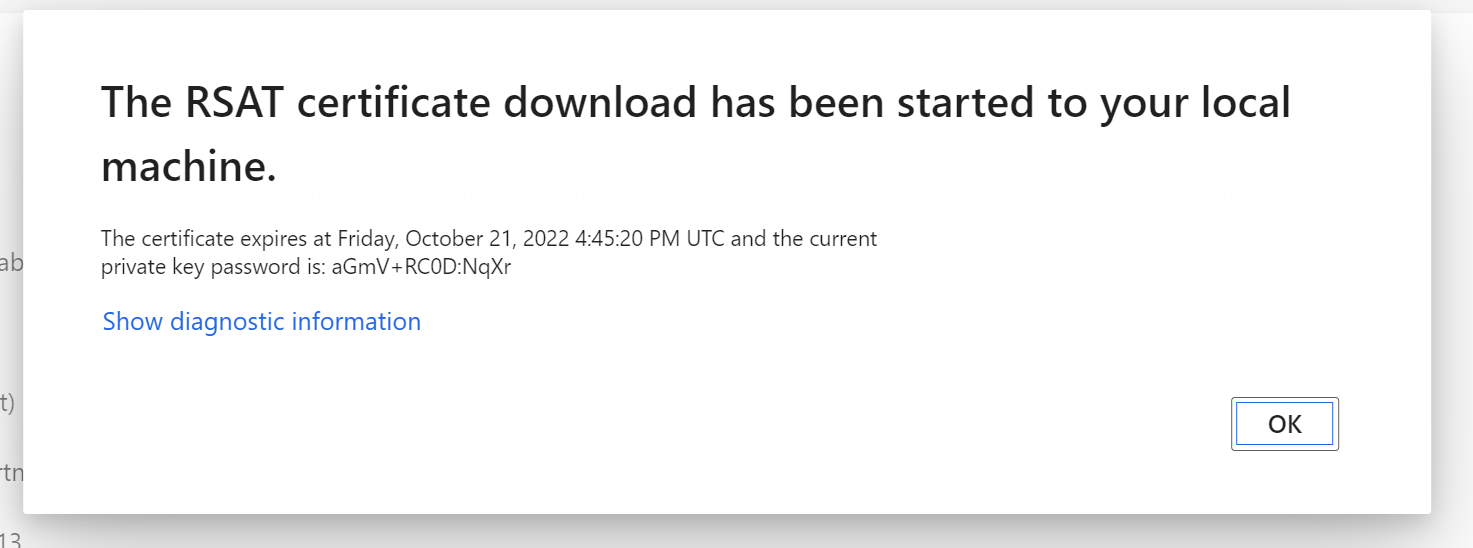 The RSAT certificate download has been started to your local
machine.
The certificate expires at Friday, October 21, 2022 4:45:20 PM UTC and the current
private key password is: aGmV+RC0D:NqXr
ab
Show diagnostic information
t)
OK
rtn
13